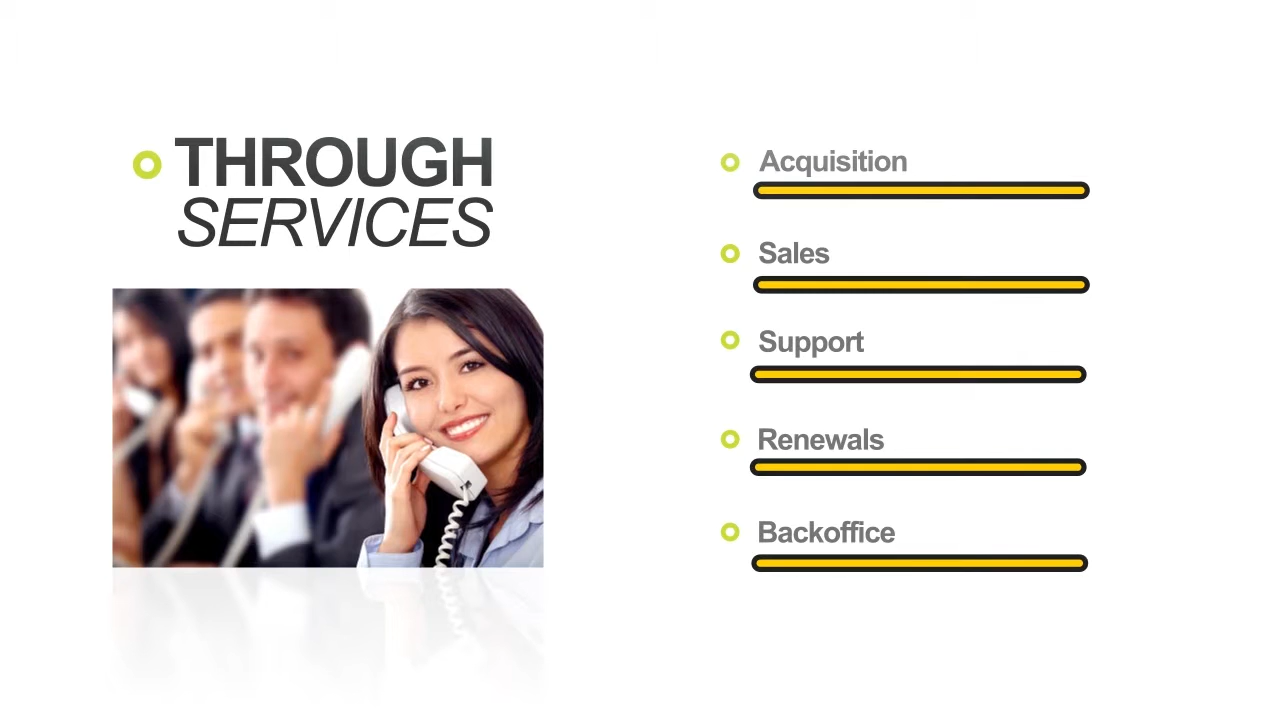 THROUGH
SERVICES
Acquisition
Sales
Support
Renewals
Backoffice